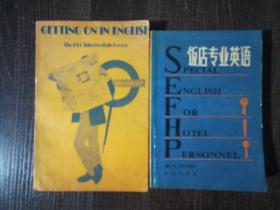 GETTING ON IN ENGLISH
The BBC Intermediate Course
饭店专业英语
SPECIAL
ENGLISH
FOR
HOTEL
PERSONNEL